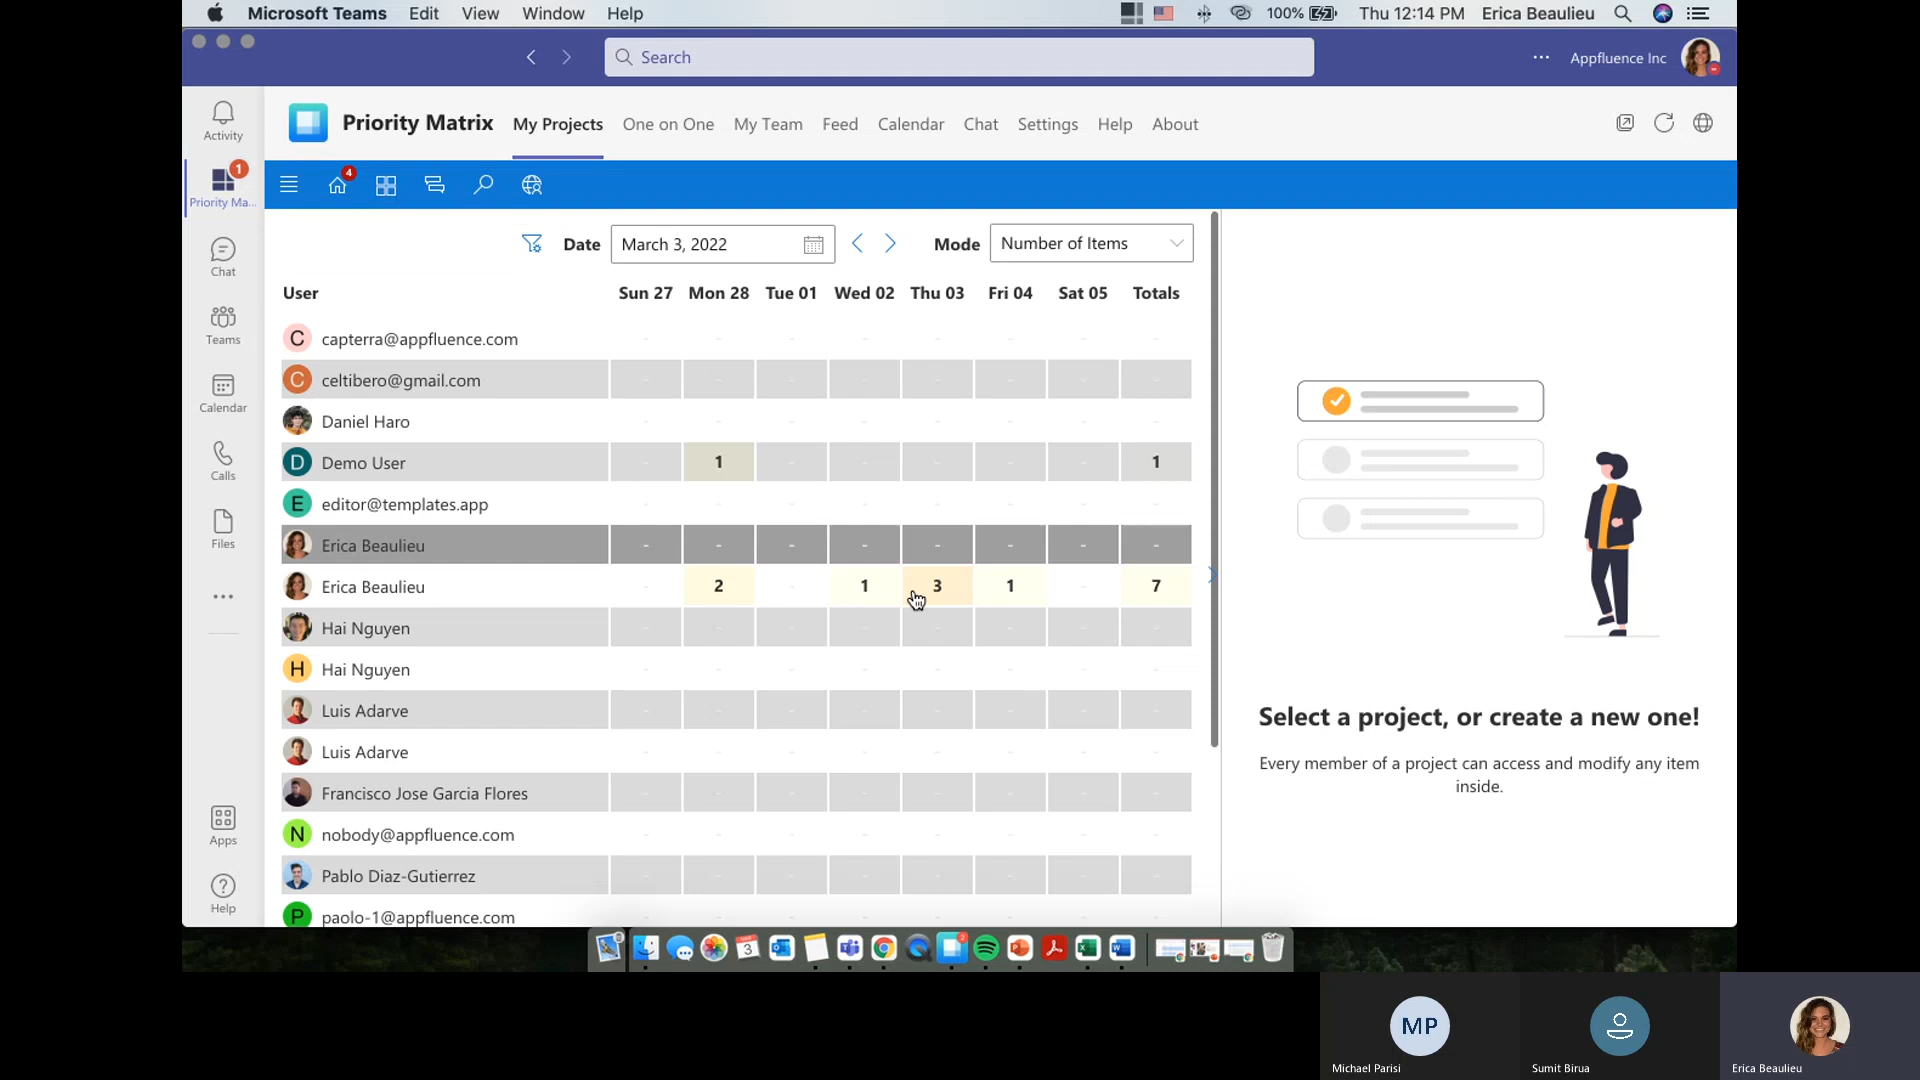 Microsoft Teams Edit View Window Help 100% Thu 12:14 PM Erica Beaulieu
Search Appfluence Inc
Activity
1
Priority Ma...
Chat
Teams
Calendar
Calls
Files
Apps
Help
Priority Matrix My Projects One on One My Team Feed Calendar Chat Settings Help About
4
Date March 3, 2022 Mode Number of Items
User Sun 27 Mon 28 Tue 01 Wed 02 Thu 03 Fri 04 Sat 05 Totals
C capterra@appfluence.com - - - - - - - -
C celtibero@gmail.com - - - - - - - -
Daniel Haro - - - - - - - -
D Demo User - 1 - - - - - 1
E editor@templates.app - - - - - - - -
Erica Beaulieu - - - - - - - -
Erica Beaulieu - 2 - 1 3 1 - 7
Hai Nguyen - - - - - - - -
H Hai Nguyen - - - - - - - -
Luis Adarve - - - - - - - -
Luis Adarve - - - - - - - -
Francisco Jose Garcia Flores - - - - - - - -
N nobody@appfluence.com - - - - - - - -
Pablo Diaz-Gutierrez - - - - - - - -
P paolo-1@appfluence.com - - - - - - - -
Select a project, or create a new one!
Every member of a project can access and modify any item
inside.
3
2
MP
Michael Parisi
Sumit Birua
Erica Beaulieu